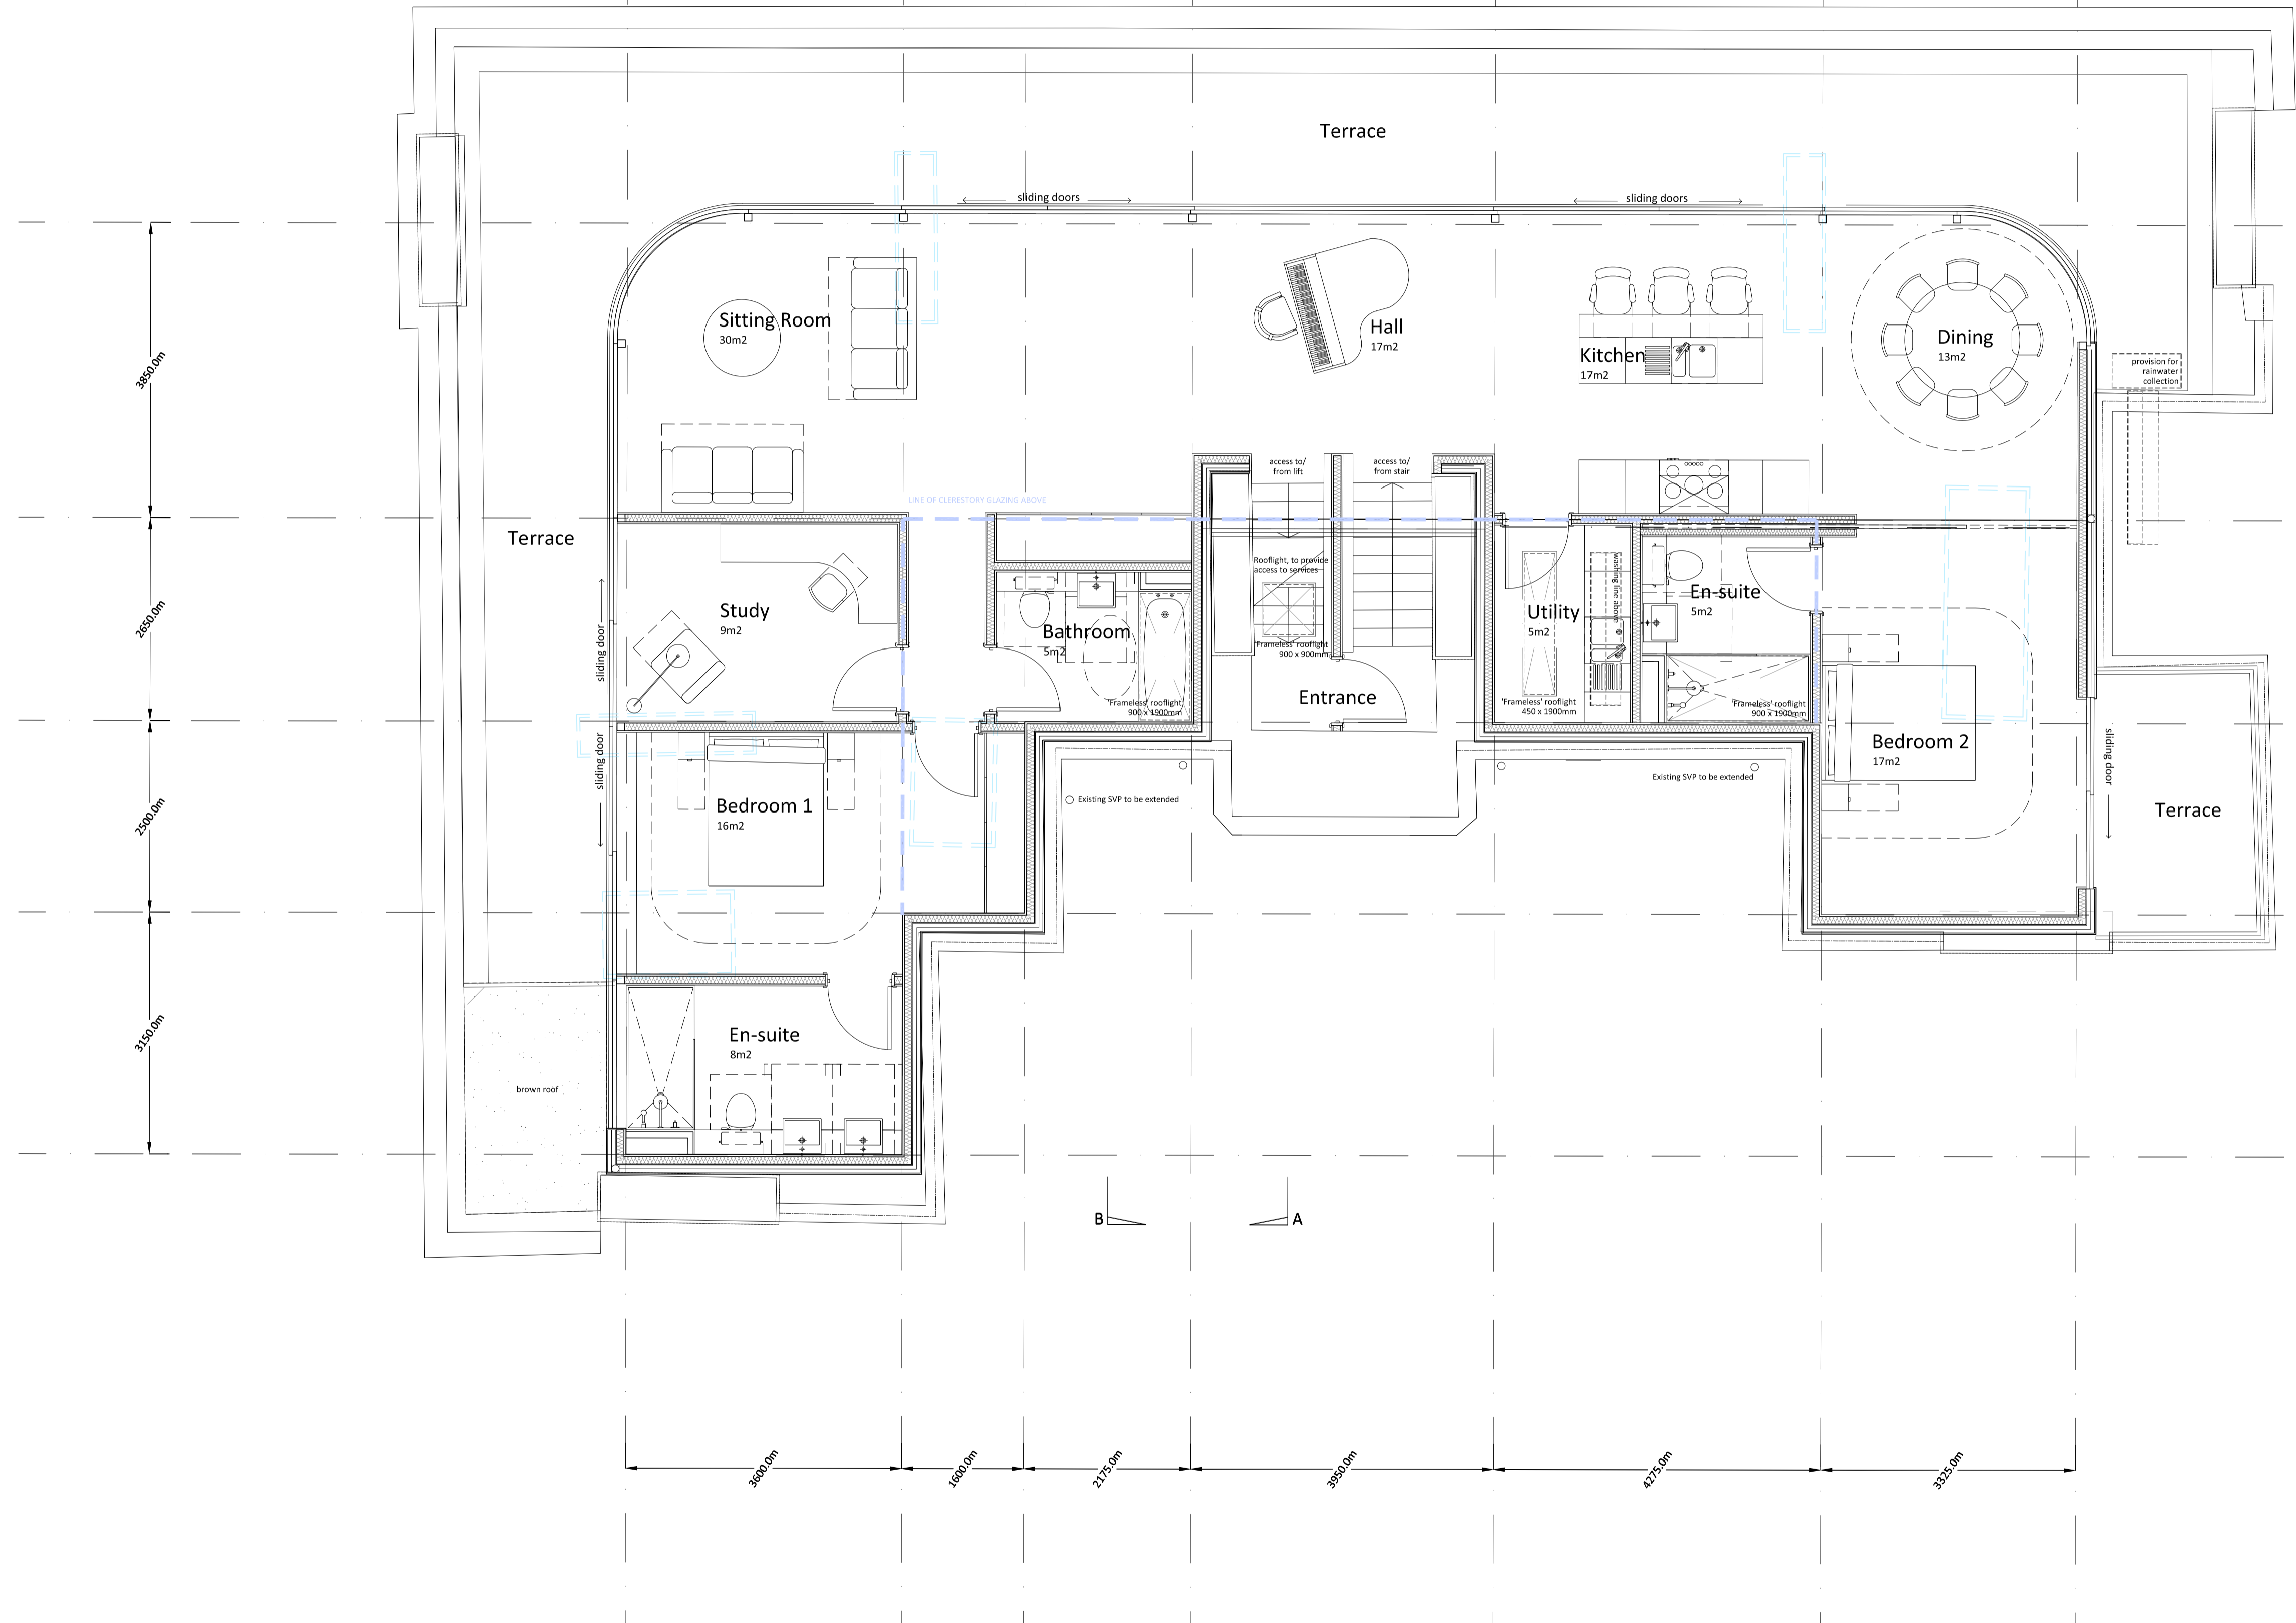 Terrace
sliding doors
sliding doors
Sitting Room
30m2
Hall
17m2
Kitchen
17m2
Dining
13m2
provision for
rainwater
collection
3850.0m
access to/
from lift
access to/
from stair
LINE OF CLERESTORY GLAZING ABOVE
Terrace
2650.0m
sliding door
Study
9m2
Bathroom
5m2
'Frameless' rooflight
900 x 1900mm
Rooflight, to provide
access to services
'Frameless' rooflight
900 x 900mm
Entrance
Utility
5m2
washing line above
'Frameless' rooflight
450 x 1900mm
En-suite
5m2
'Frameless' rooflight
900 x 1900mm
Bedroom 2
17m2
sliding door
Terrace
2500.0m
sliding door
Bedroom 1
16m2
Existing SVP to be extended
Existing SVP to be extended
3150.0m
En-suite
8m2
brown roof
B
A
3600.0m
1600.0m
2175.0m
3950.0m
4275.0m
3325.0m